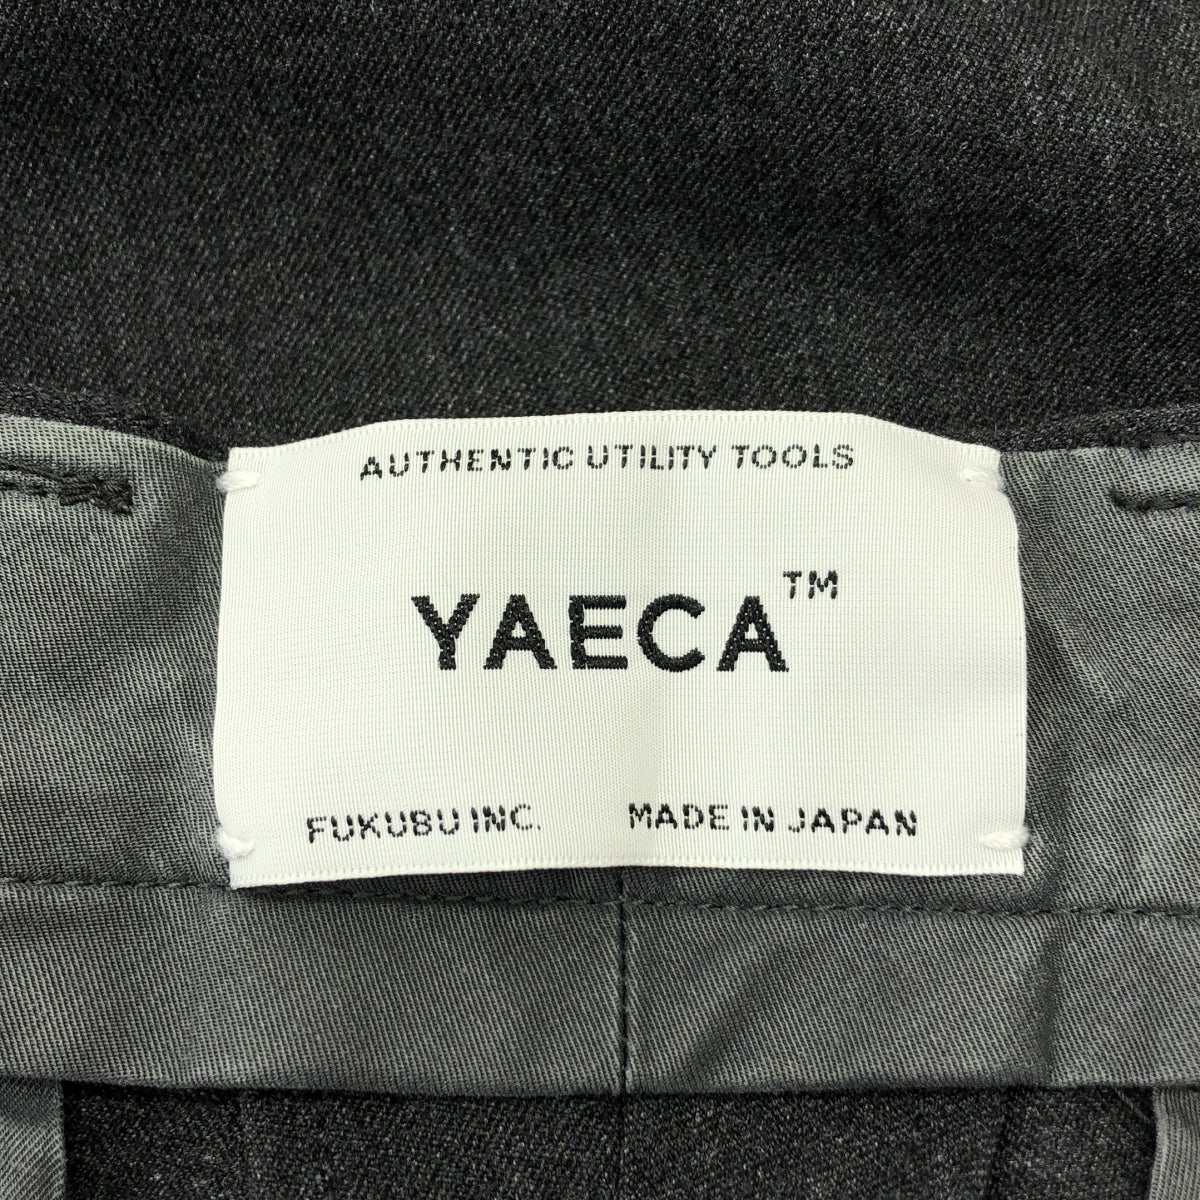 AUTHENTIC UTILITY TOOLS
YAECA™
FUKUBU INC. MADE IN JAPAN